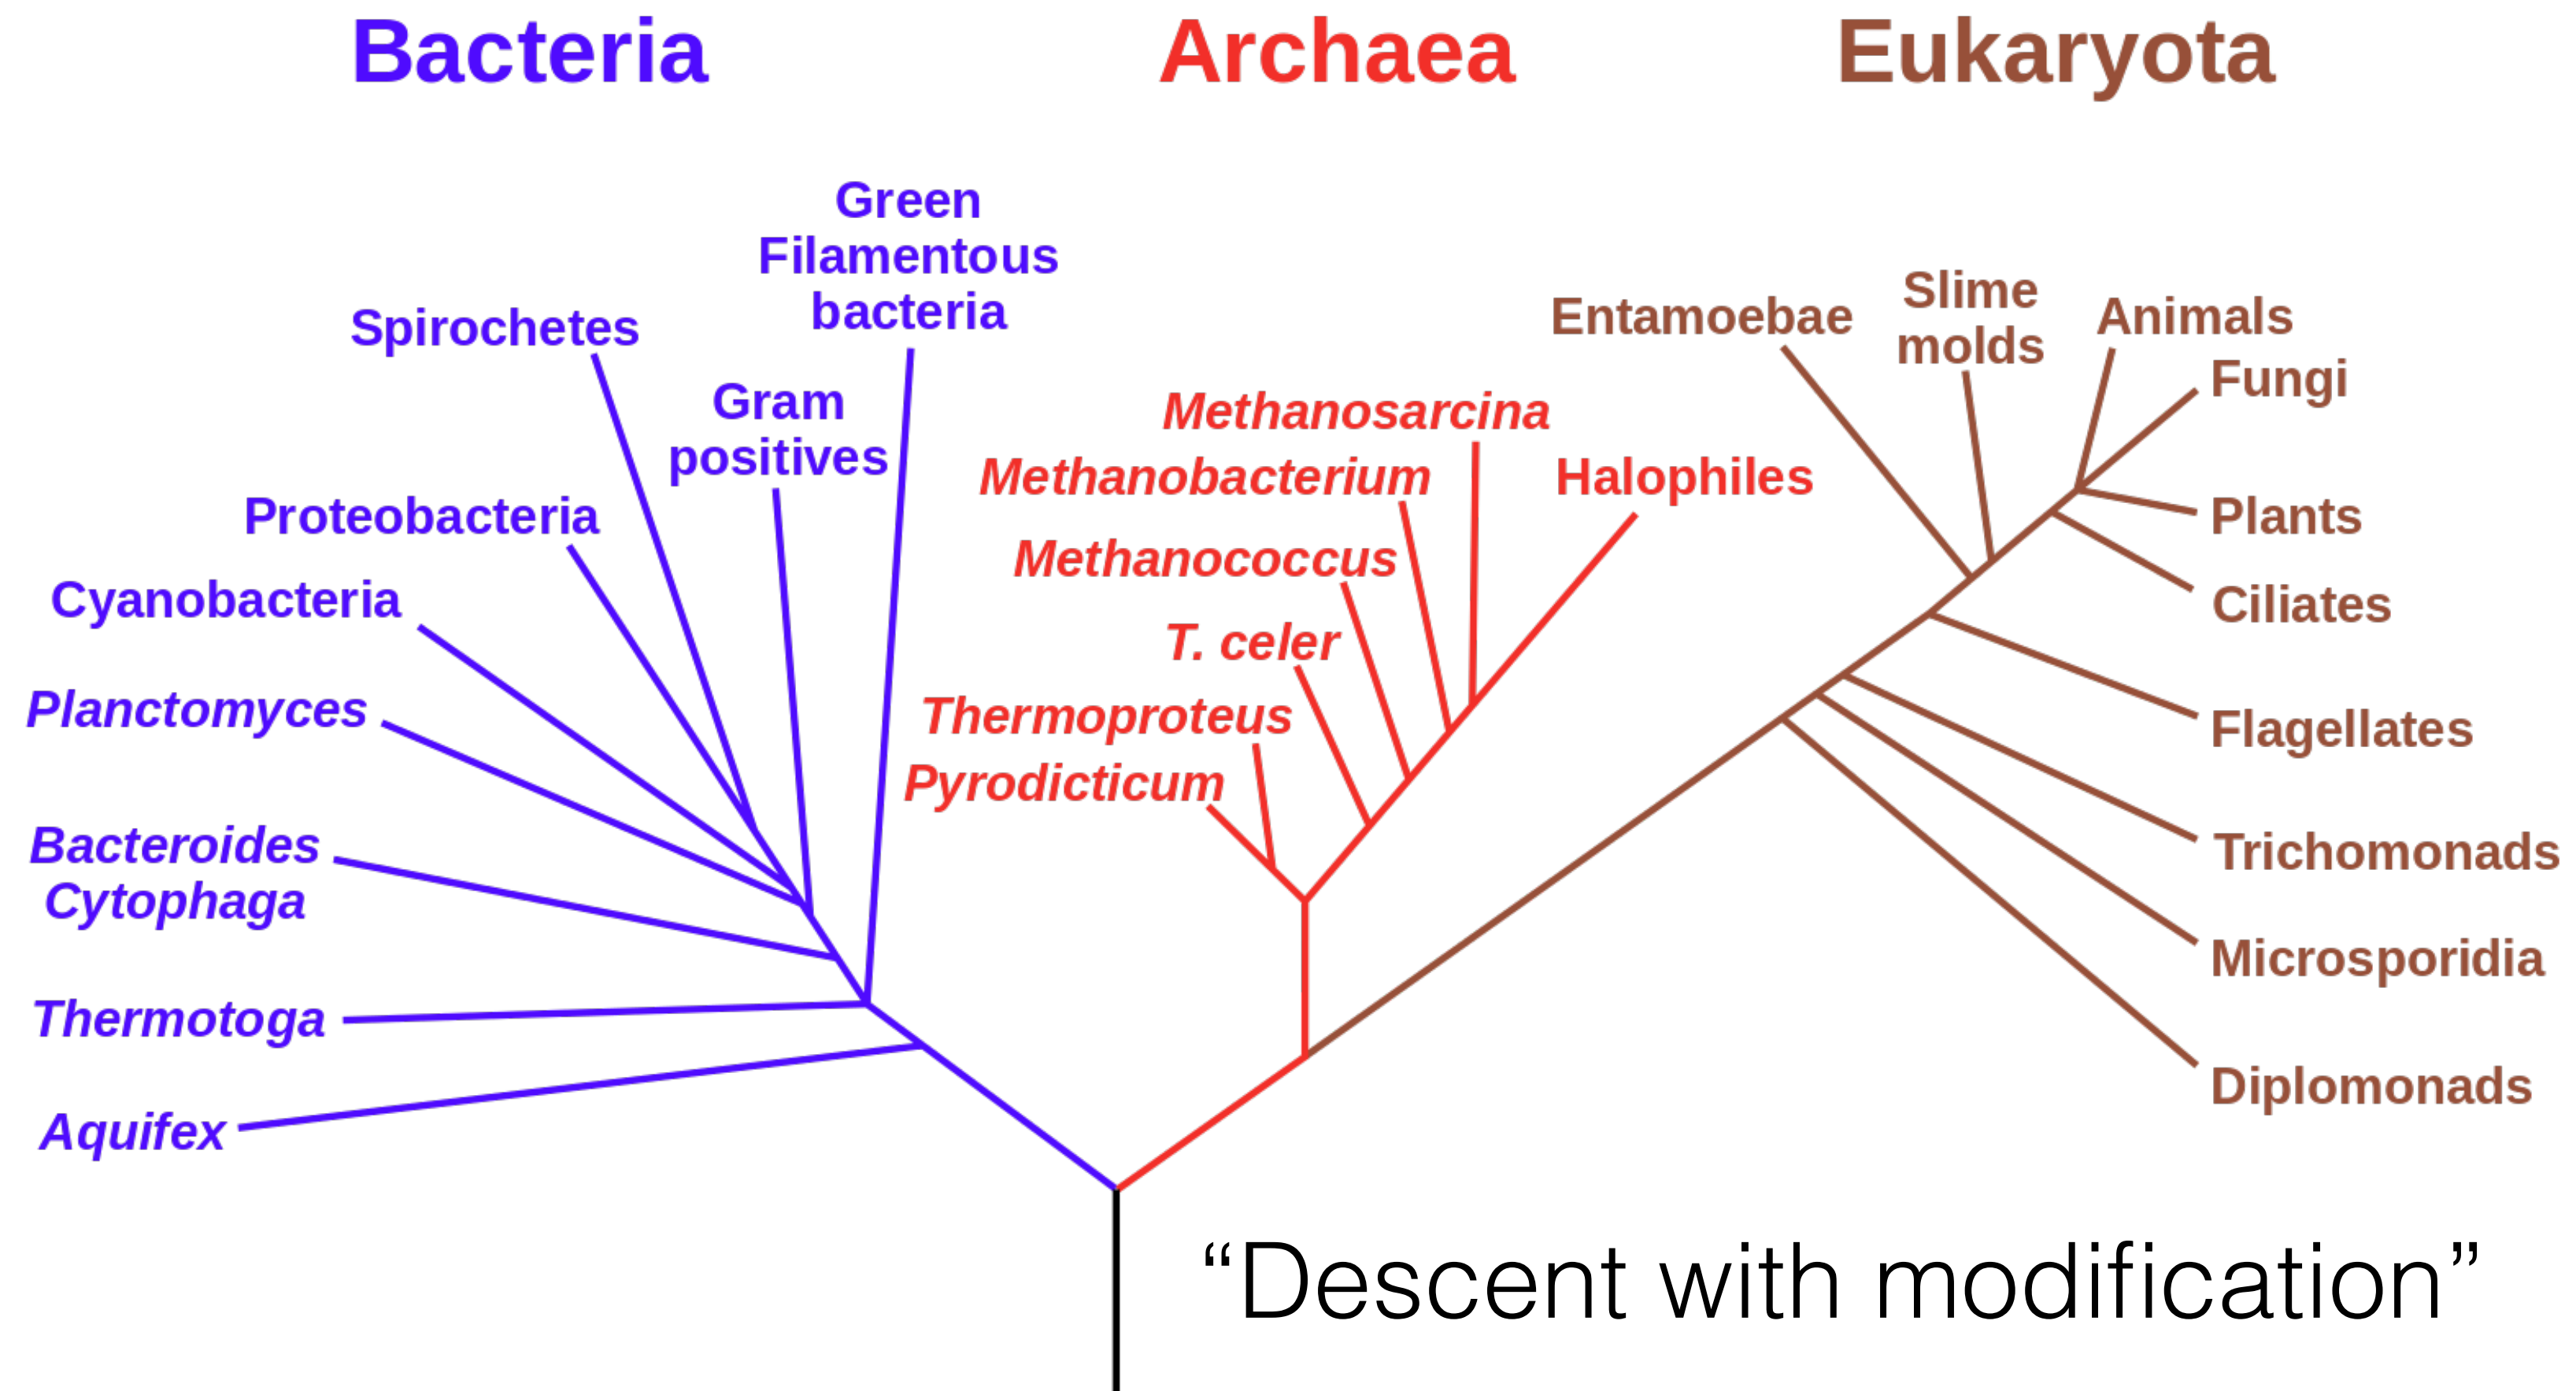 Bacteria
Archaea
Eukaryota
Green
Filamentous
bacteria
Spirochetes
Gram
positives
Proteobacteria
Cyanobacteria
Planctomyces
Bacteroides
Cytophaga
Thermotoga
Aquifex
Methanosarcina
Methanobacterium
Halophiles
Methanococcus
T. celer
Thermoproteus
Pyrodicticum
Entamoebae
Slime
molds
Animals
Fungi
Plants
Ciliates
Flagellates
Trichomonads
Microsporidia
Diplomonads
“Descent with modification”